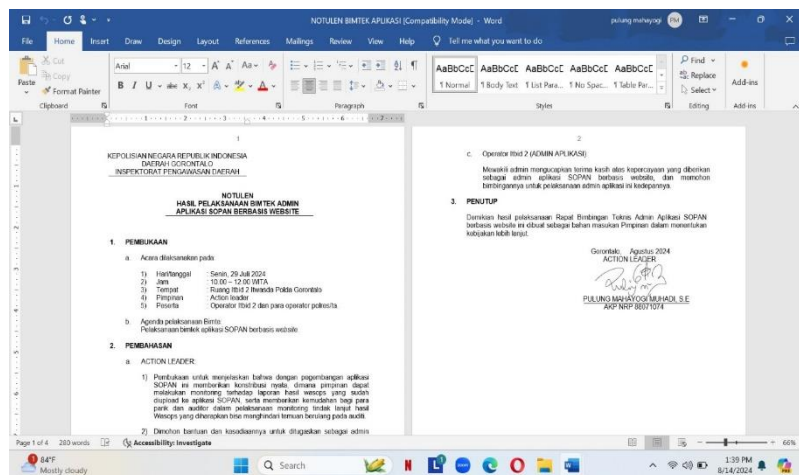 NOTULEN BIMTEK APLIKASI [Compatibility Mode] - Word
pulung mahayogi
PM
File Home Insert Draw Design Layout References Mailings Review View Help Tell me what you want to do
Paste
Cut
Copy
Format Painter
Clipboard
Arial 12
Font
Paragraph
AaBbCcD AaBbCcD AaBbCcD AaBbCcD AaBbCcD
1 Normal 1 Body Text 1 List Para... 1 No Spac... 1 Table Par...
Styles
Find
Replace
Select
Editing
Add-ins
Add-ins
1
KEPOLISIAN NEGARA REPUBLIK INDONESIA
DAERAH GORONTALO
INSPEKTORAT PENGAWASAN DAERAH
NOTULEN
HASIL PELAKSANAAN BIMTEK ADMIN
APLIKASI SOPAN BERBASIS WEBSITE
1. PEMBUKAAN
a. Acara dilaksanakan pada
1) Hari/tanggal : Senin, 29 Juli 2024
2) Jam : 10.00 – 12.00 WITA
3) Tempat : Ruang Itbid 2 Itwasda Polda Gorontalo
4) Pimpinan : Action leader
5) Peserta : Operator Itbid 2 dan para operator polres/ta
b. Agenda pelaksanaan Bimte
Pelaksanaan bimtek aplikasi SOPAN berbasis website
2. PEMBAHASAN
a. ACTION LEADER:
1) Pembukaan untuk menjelaskan bahwa dengan pegembangan aplikasi
SOPAN ini memberikan konstribusi nyata, dimana pimpinan dapat
melakukan monitoring terhadap laporan hasil wasops yang sudah
diupload ke aplikasi SOPAN, serta memberikan kemudahan bagi para
parik dan auditor dalam pelaksanaan monitoring tindak lanjut hasil
Wasops yang diharapkan bisa menghindari temuan berulang pada audit.
2) Dimohon bantuan dan kesediaannya untuk ditugaskan sebagai admin
2
c. Operator Itbid 2 (ADMIN APLIKASI)
Mewakili admin mengucapkan terima kasih atas kepercayaan yang diberikan
sebagai admin aplikasi SOPAN berbasis website, dan memohon
bimbingannya untuk pelaksanaan admin aplikasi ini kedepannya.
3. PENUTUP
Demikian hasil pelaksanaan Rapat Bimbingan Teknis Admin Aplikasi SOPAN
berbasis website ini dibuat sebagai bahan masukan Pimpinan dalam menentukan
kebijakan lebih lanjut.
Gorontalo, Agustus 2024
ACTION LEADER
PULUNG MAHAYOGI MUHADI, S.E
AKP NRP 88071074
Page 1 of 4 280 words Accessibility: Investigate
66%
84°F
Mostly cloudy
Search
1:39 PM
8/14/2024